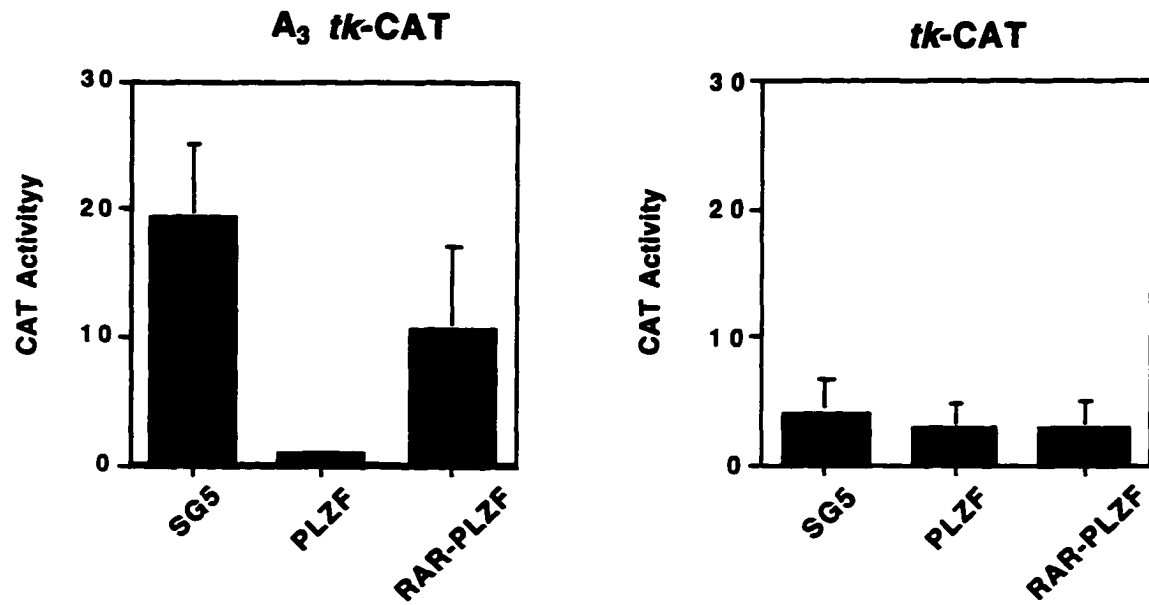 A₃ tk-CAT
30
20
10
0
CAT Activityy
SG5
PLZF
RAR-PLZF
tk-CAT
30
20
10
0
CAT Activity
SG5
PLZF
RAR-PLZF